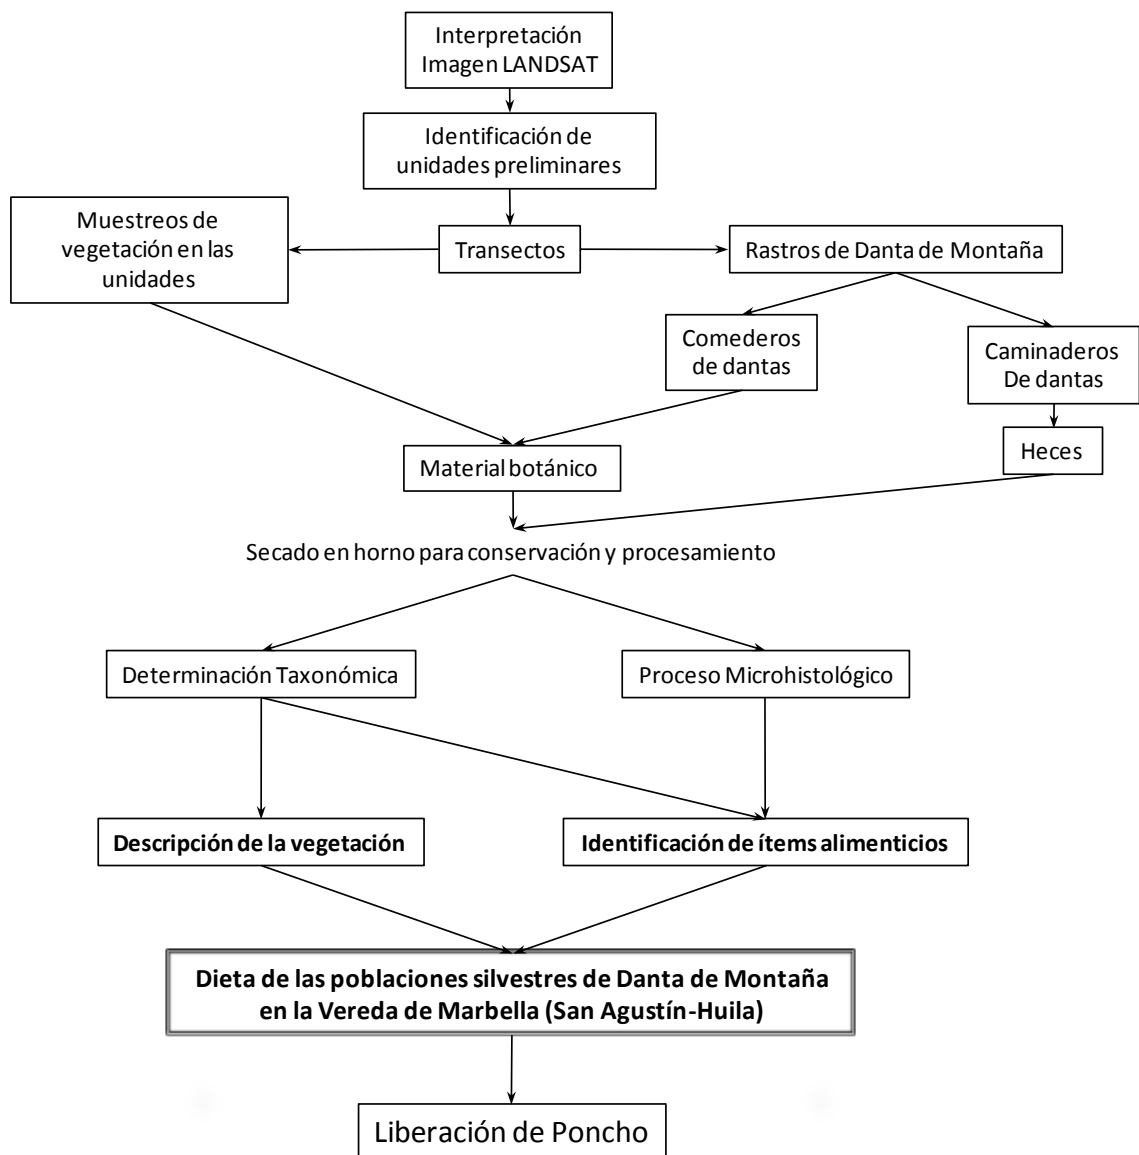 Interpretación
Imagen LANDSAT
Identificación de
unidades preliminares
Muestreos de
vegetación en las
unidades
Transectos
Rastros de Danta de Montaña
Comederos
de dantas
Caminaderos
De dantas
Material botánico
Heces
Secado en horno para conservación y procesamiento
Determinación Taxonómica
Proceso Microhistológico
Descripción de la vegetación
Identificación de ítems alimenticios
Dieta de las poblaciones silvestres de Danta de Montaña
en la Vereda de Marbella (San Agustín-Huila)
Liberación de Poncho